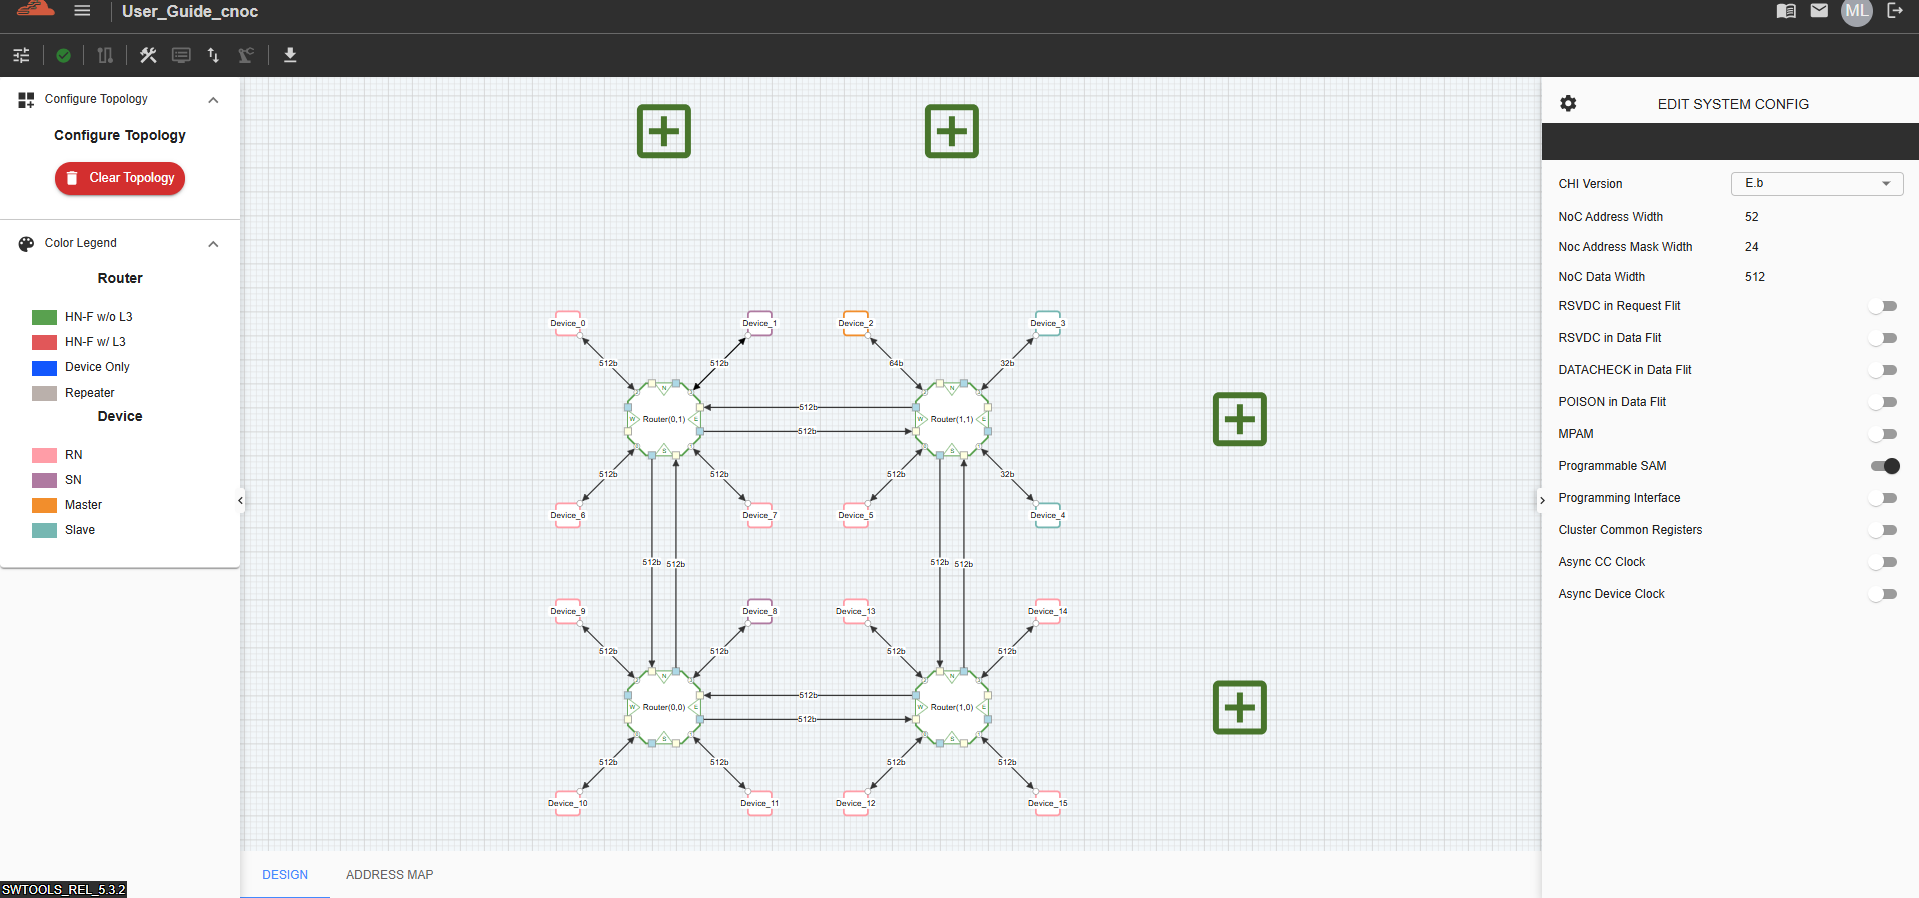 User_Guide_cnoc
ML
Configure Topology
Configure Topology
Clear Topology
Color Legend
Router
HN-F w/o L3
HN-F w/ L3
Device Only
Repeater
Device
RN
SN
Master
Slave
SWTOOLS_REL_5.3.2
Device_0
Device_1
Device_2
Device_3
512b
512b
64b
32b
N
N
W
Router(0,1)
E
W
Router(1,1)
E
S
S
512b
512b
512b
512b
512b
32b
Device_6
Device_7
Device_5
Device_4
512b
512b
512b
512b
Device_9
Device_8
Device_13
Device_14
512b
512b
512b
512b
N
N
W
Router(0,0)
E
W
Router(1,0)
E
S
S
512b
512b
512b
512b
512b
512b
Device_10
Device_11
Device_12
Device_15
DESIGN
ADDRESS MAP
EDIT SYSTEM CONFIG
CHI Version
E.b
NoC Address Width
52
Noc Address Mask Width
24
NoC Data Width
512
RSVDC in Request Flit
RSVDC in Data Flit
DATACHECK in Data Flit
POISON in Data Flit
MPAM
Programmable SAM
Programming Interface
Cluster Common Registers
Async CC Clock
Async Device Clock